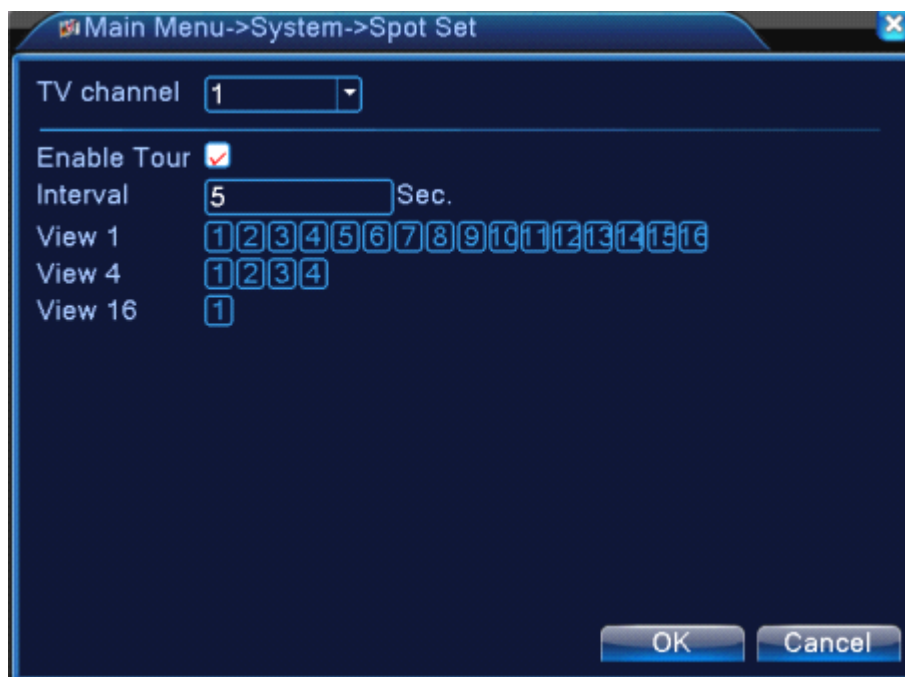 Main Menu->System->Spot Set
TV channel 1
Enable Tour
Interval 5 Sec.
View 1 1 2 3 4 5 6 7 8 9 10 11 12 13 14 15 16
View 4 1 2 3 4
View 16 1
OK Cancel